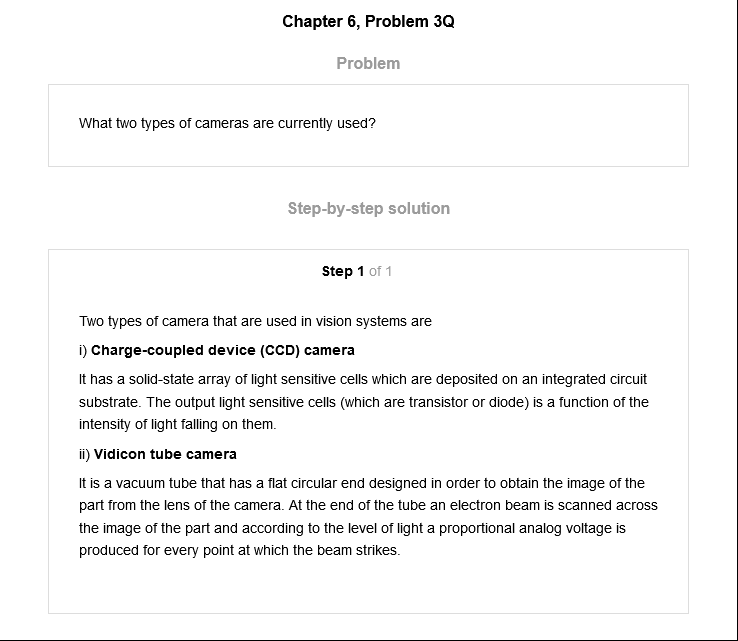 Chapter 6, Problem 3Q
Problem
What two types of cameras are currently used?
Step-by-step solution
Step 1 of 1
Two types of camera that are used in vision systems are
i) Charge-coupled device (CCD) camera
It has a solid-state array of light sensitive cells which are deposited on an integrated circuit
substrate. The output light sensitive cells (which are transistor or diode) is a function of the
intensity of light falling on them.
ii) Vidicon tube camera
It is a vacuum tube that has a flat circular end designed in order to obtain the image of the
part from the lens of the camera. At the end of the tube an electron beam is scanned across
the image of the part and according to the level of light a proportional analog voltage is
produced for every point at which the beam strikes.